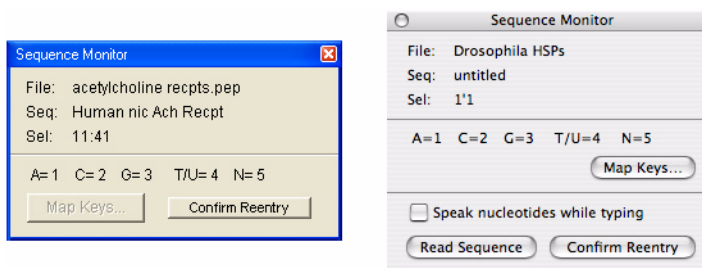 Sequence Monitor
File: acetylcholine recpts.pep
Seq: Human nic Ach Recpt
Sel: 11:41
A= 1 C= 2 G= 3 T/U= 4 N= 5
Map Keys... Confirm Reentry
Sequence Monitor
File: Drosophila HSPs
Seq: untitled
Sel: 1'1
A=1 C=2 G=3 T/U=4 N=5
Map Keys...
Speak nucleotides while typing
Read Sequence Confirm Reentry